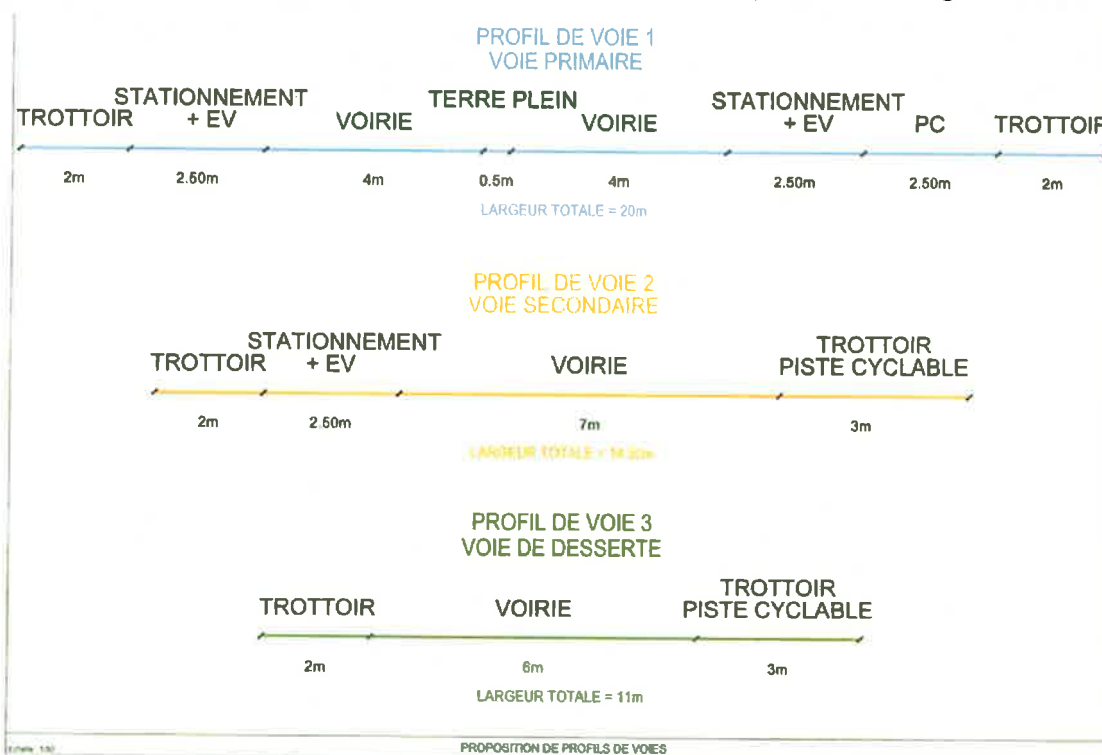 PROFIL DE VOIE 1
VOIE PRIMAIRE
TROTTOIR
STATIONNEMENT
+ EV
VOIRIE
TERRE PLEIN
VOIRIE
STATIONNEMENT
+ EV
PC
TROTTOIR
2m 2.50m 4m 0.5m 4m 2.50m 2.50m 2m
LARGEUR TOTALE = 20m
PROFIL DE VOIE 2
VOIE SECONDAIRE
TROTTOIR
STATIONNEMENT
+ EV
VOIRIE
TROTTOIR
PISTE CYCLABLE
2m 2.50m 7m 3m
LARGEUR TOTALE =
PROFIL DE VOIE 3
VOIE DE DESSERTE
TROTTOIR
VOIRIE
TROTTOIR
PISTE CYCLABLE
2m 6m 3m
LARGEUR TOTALE = 11m
PROPOSITION DE PROFILS DE VOIES